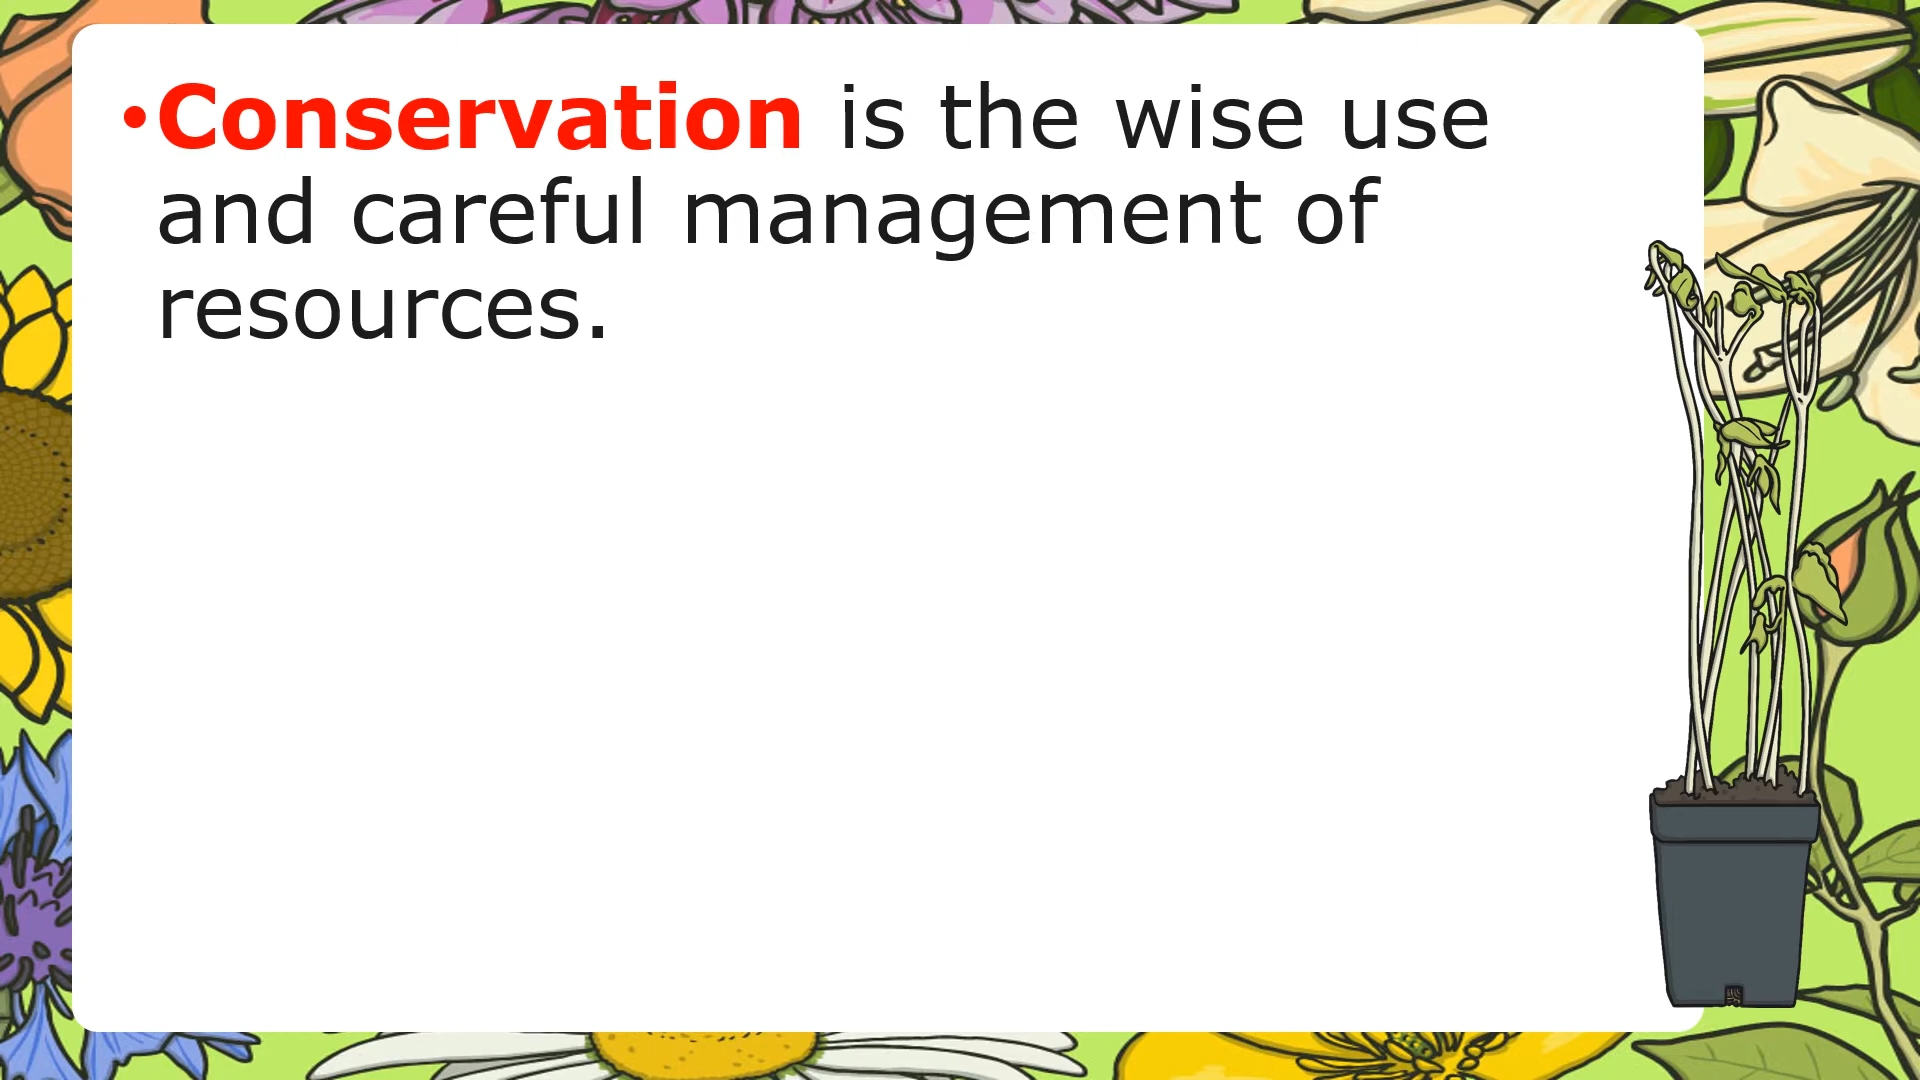 •Conservation is the wise use
and careful management of
resources.